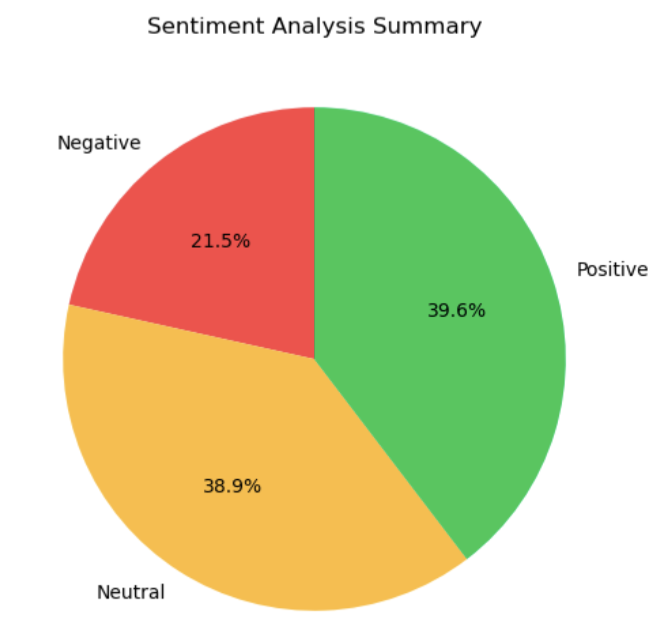 Sentiment Analysis Summary
Negative
21.5%
Positive
39.6%
38.9%
Neutral